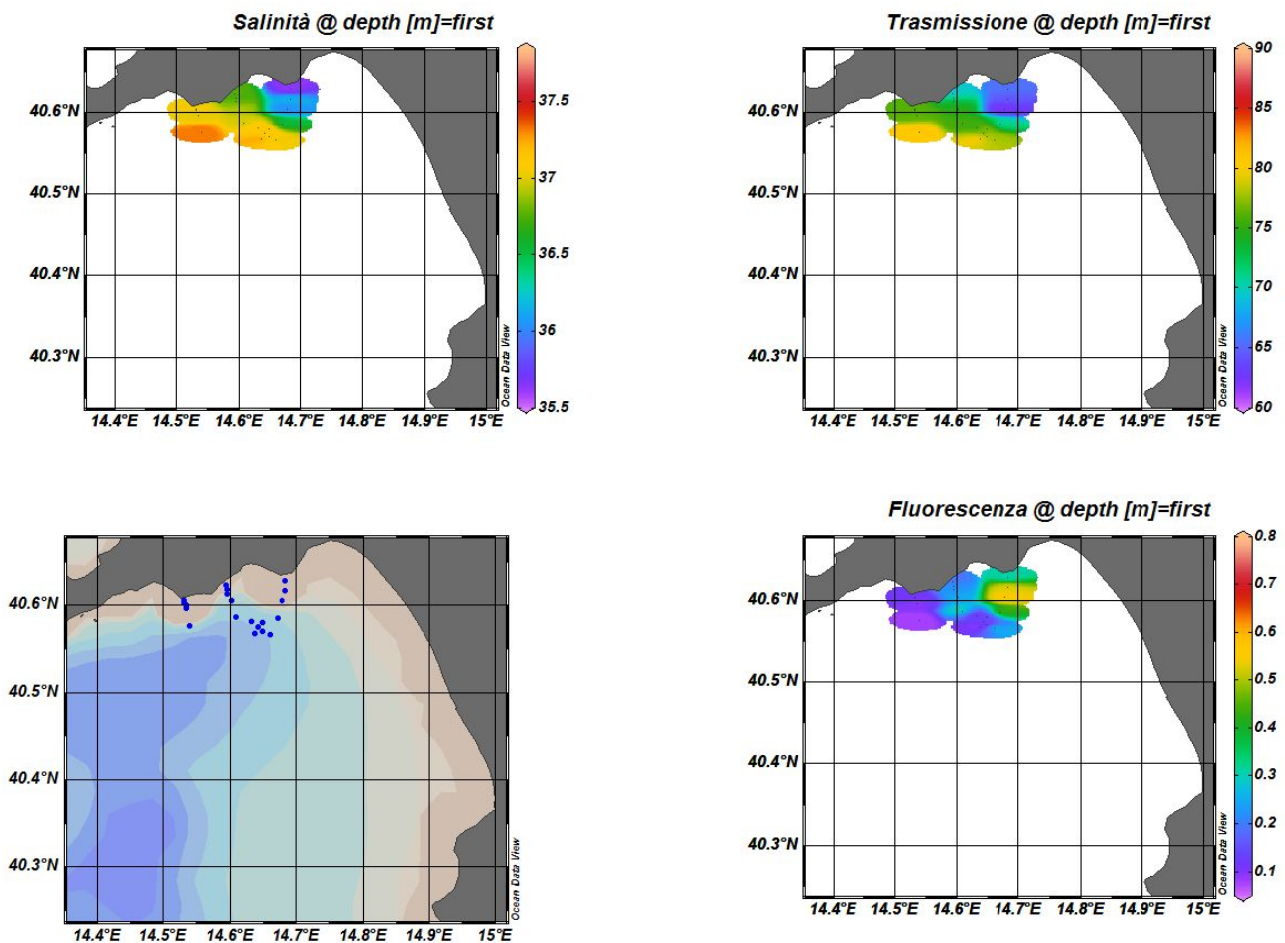 Salinità @ depth [m]=first
40.6°N
40.5°N
40.4°N
40.3°N
14.4°E 14.5°E 14.6°E 14.7°E 14.8°E 14.9°E 15°E
37.5
37
36.5
36
35.5
Ocean Data View
Trasmissione @ depth [m]=first
40.6°N
40.5°N
40.4°N
40.3°N
14.4°E 14.5°E 14.6°E 14.7°E 14.8°E 14.9°E 15°E
90
85
80
75
70
65
60
Ocean Data View
40.6°N
40.5°N
40.4°N
40.3°N
14.4°E 14.5°E 14.6°E 14.7°E 14.8°E 14.9°E 15°E
Ocean Data View
Fluorescenza @ depth [m]=first
40.6°N
40.5°N
40.4°N
40.3°N
14.4°E 14.5°E 14.6°E 14.7°E 14.8°E 14.9°E 15°E
0.8
0.7
0.6
0.5
0.4
0.3
0.2
0.1
Ocean Data View